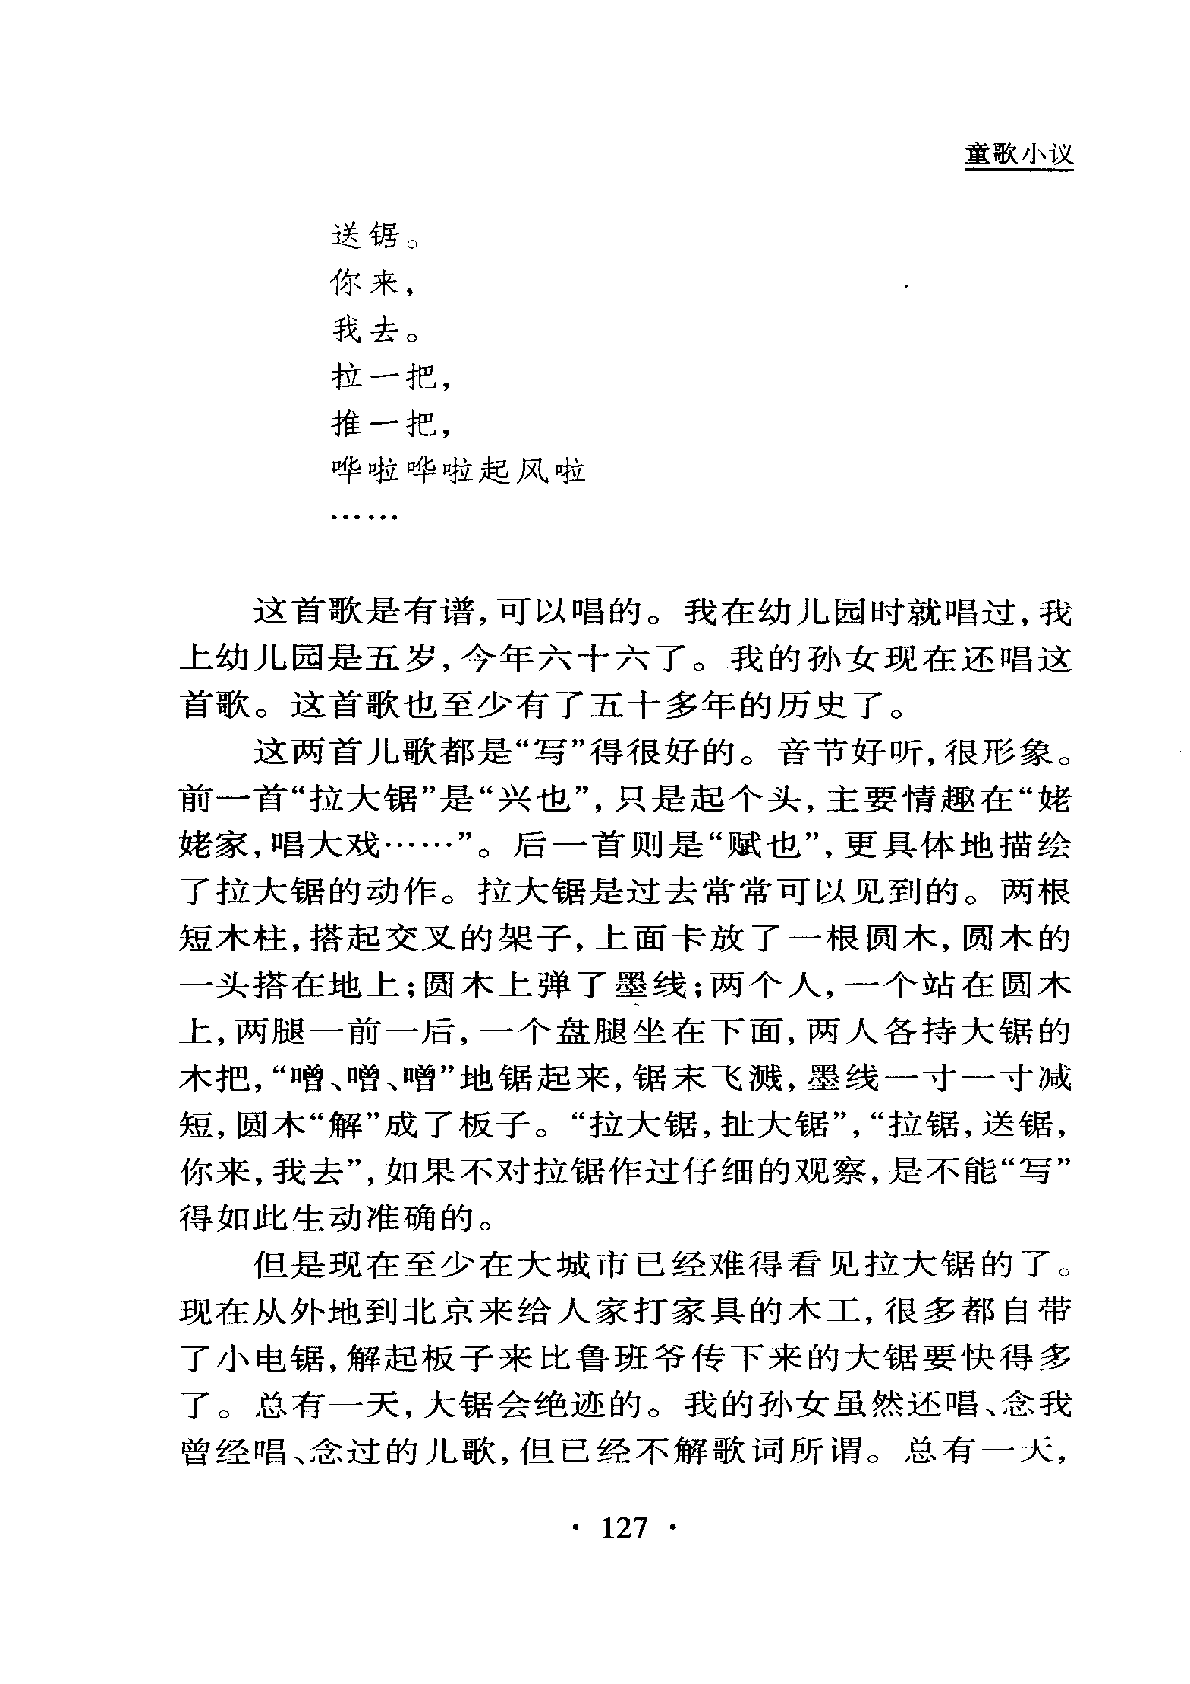 童歌小议
送锯。
你来，
我去。
拉一把，
推一把，
哗啦哗啦起风啦
……
这首歌是有谱，可以唱的。我在幼儿园时就唱过，我
上幼儿园是五岁，今年六十六了。我的孙女现在还唱这
首歌。这首歌也至少有了五十多年的历史了。
这两首儿歌都是“写”得很好的。音节好听，很形象。
前一首“拉大锯”是“兴也”，只是起个头，主要情趣在“姥
姥家，唱大戏……”。后一首则是“赋也”，更具体地描绘
了拉大锯的动作。拉大锯是过去常常可以见到的。两根
短木柱，搭起交叉的架子，上面卡放了一根圆木，圆木的
一头搭在地上；圆木上弹了墨线；两个人，一个站在圆木
上，两腿一前一后，一个盘腿坐在下面，两人各持大锯的
木把，“噌、噌、噌”地锯起来，锯末飞溅，墨线一寸一寸减
短，圆木“解”成了板子。“拉大锯，扯大锯”，“拉锯，送锯，
你来，我去”，如果不对拉锯作过仔细的观察，是不能“写”
得如此生动准确的。
但是现在至少在大城市已经难得看见拉大锯的了。
现在从外地到北京来给人家打家具的木工，很多都自带
了小电锯，解起板子来比鲁班爷传下来的大锯要快得多
了。总有一天，大锯会绝迹的。我的孙女虽然还唱、念我
曾经唱、念过的儿歌，但已经不解歌词所谓。总有一天，
· 127 ·